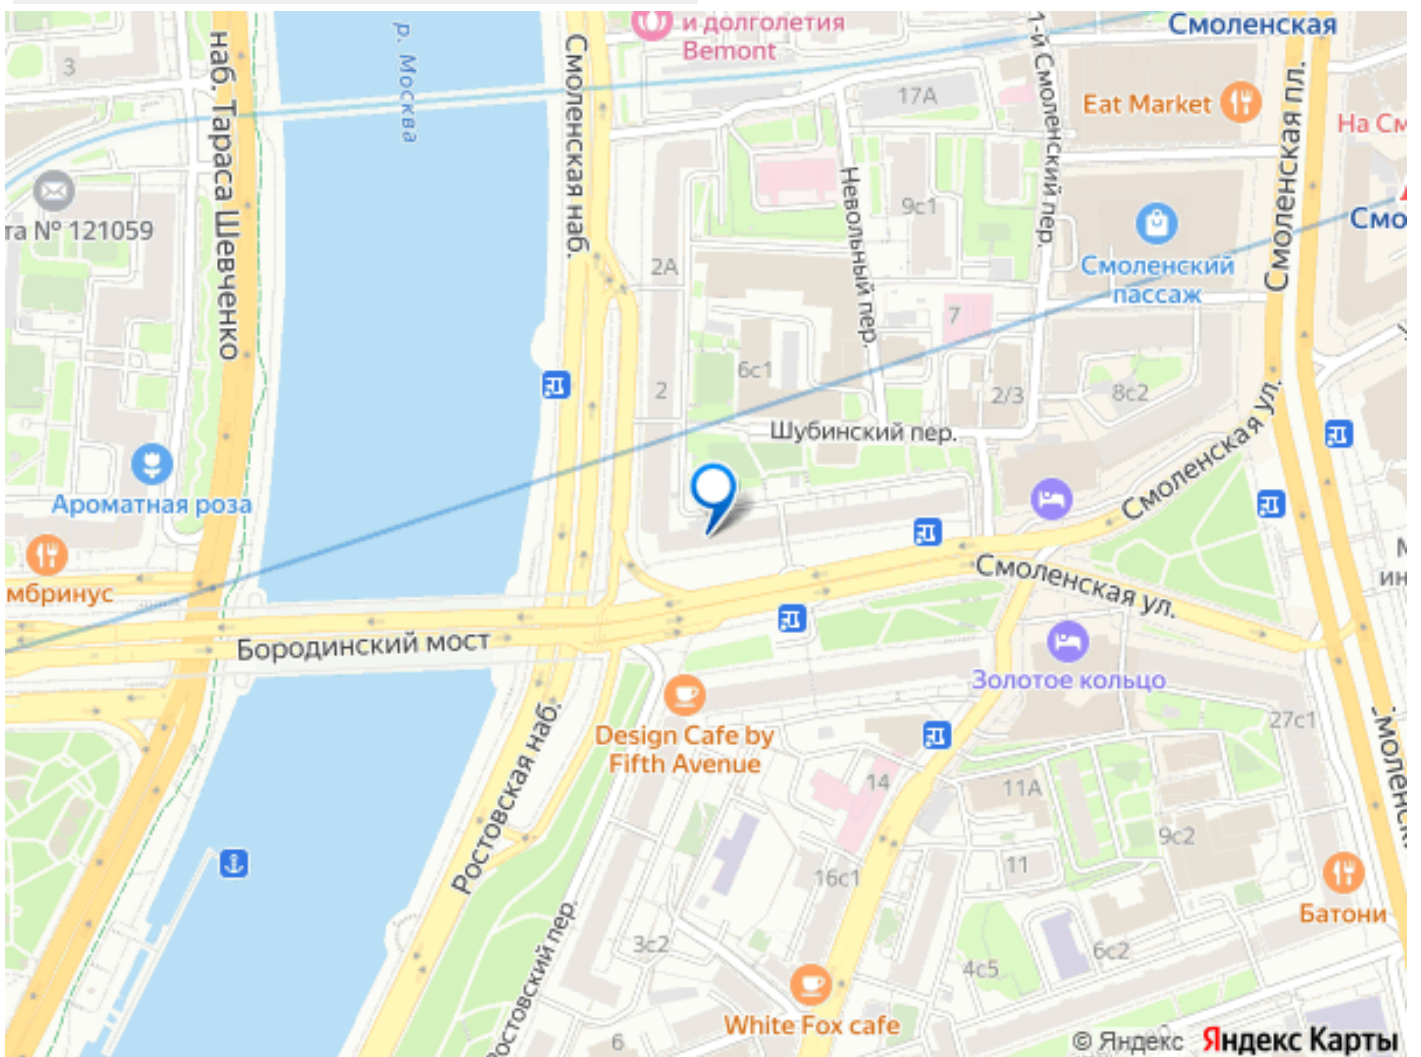 и долголетия
Bemont
Смоленская
3
наб. Тараса Шевченко
р. Москва
Смоленская наб.
17А
1-й Смоленский пер.
Eat Market
Смоленская пл.
На См
Смо
та № 121059
Невольный пер.
9с1
2А
Смоленский
пассаж
7
6с1
2
2/3
8с2
Шубинский пер.
Смоленская ул.
Ароматная роза
мбринус
Смоленская ул.
М
ин
Бородинский мост
Золотое кольцо
Design Cafe by
Fifth Avenue
27с1
Смоленски
Ростовская наб.
14
11А
9с2
11
16с1
Батони
Ростовский пер.
3с2
4с5
6с2
White Fox cafe
6
© Яндекс Яндекс Карты